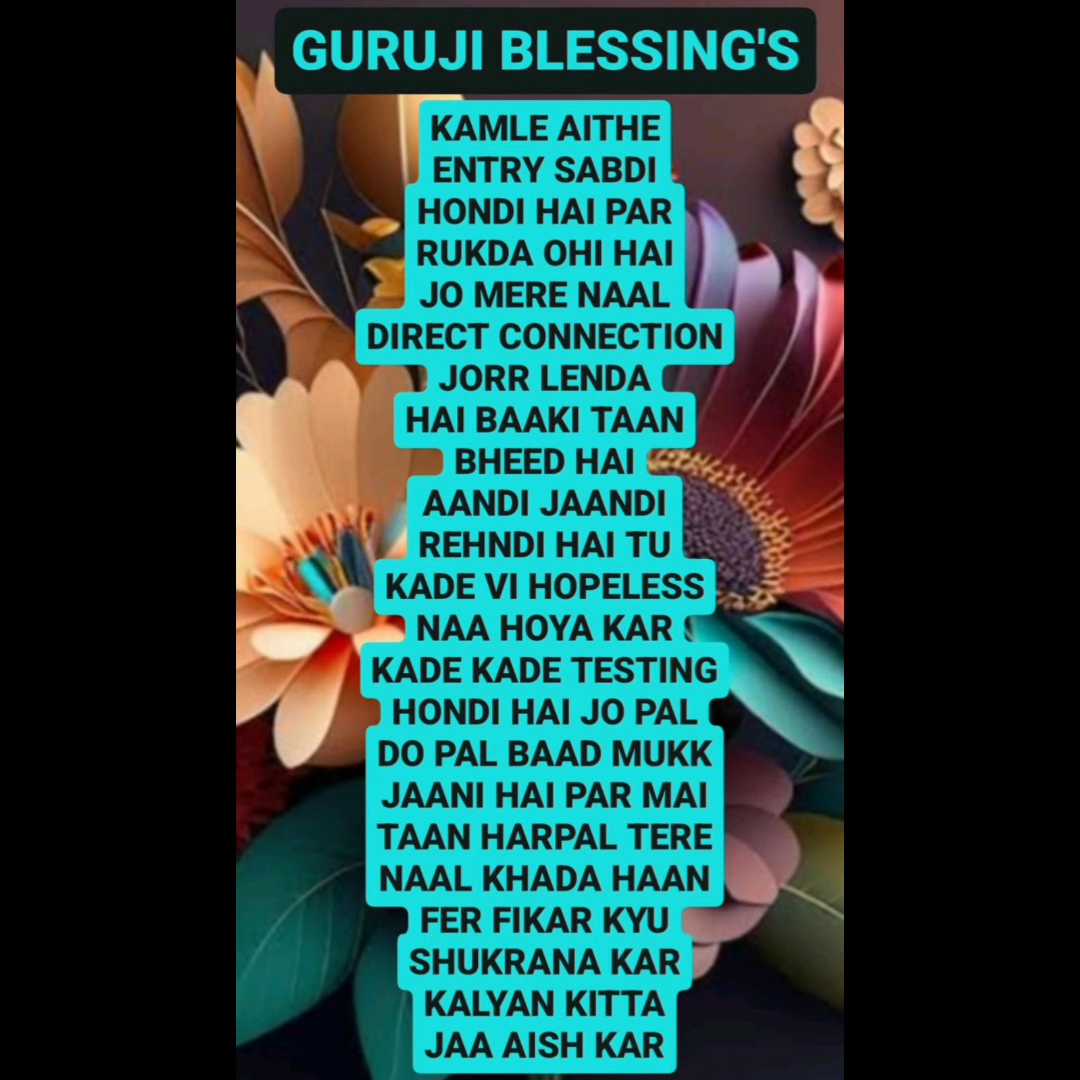 GURUJI BLESSING'S
KAMLE AITHE
ENTRY SABDI
HONDI HAI PAR
RUKDA OHI HAI
JO MERE NAAL
DIRECT CONNECTION
JORR LENDA
HAI BAAKI TAAN
BHEED HAI
AANDI JAANDI
REHNDI HAI TU
KADE VI HOPELESS
NAA HOYA KAR
KADE KADE TESTING
HONDI HAI JO PAL
DO PAL BAAD MUKK
JAANI HAI PAR MAI
TAAN HARPAL TERE
NAAL KHADA HAAN
FER FIKAR KYU
SHUKRANA KAR
KALYAN KITTA
JAA AISH KAR